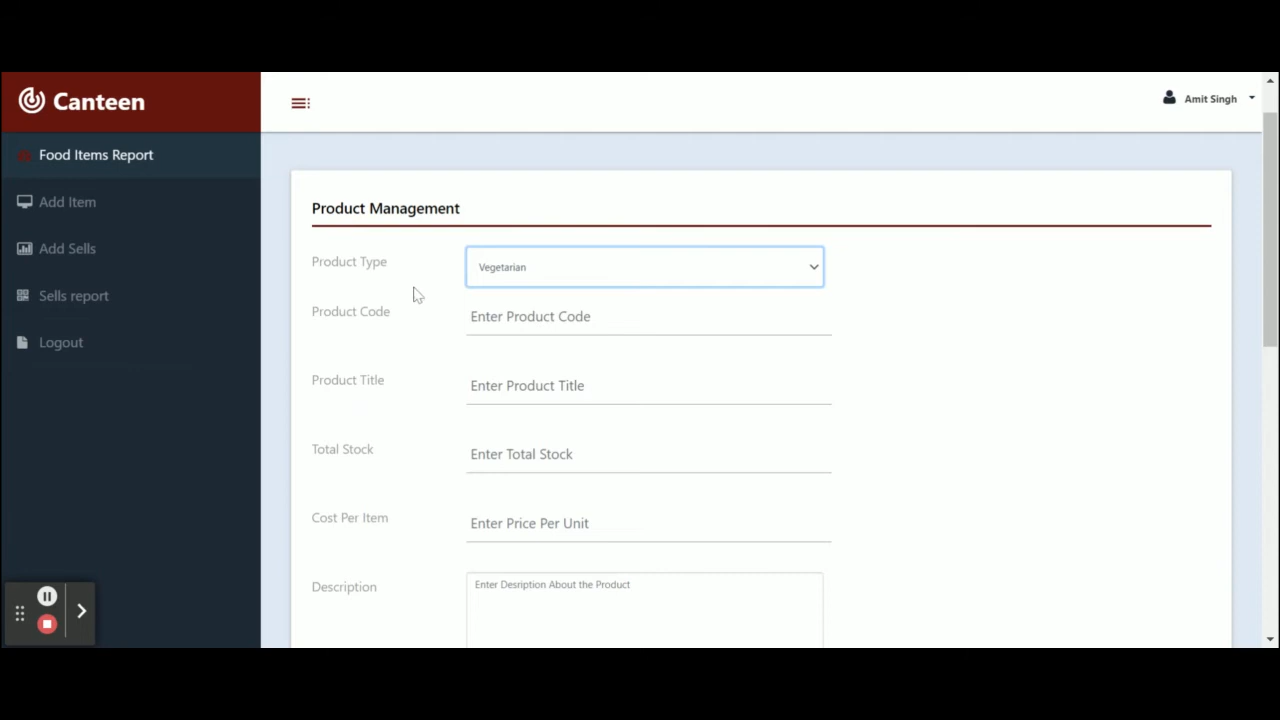 Canteen
Amit Singh
Food Items Report
Add Item
Add Sells
Sells report
Logout
Product Management
Product Type
Vegetarian
Product Code
Enter Product Code
Product Title
Enter Product Title
Total Stock
Enter Total Stock
Cost Per Item
Enter Price Per Unit
Description
Enter Desription About the Product